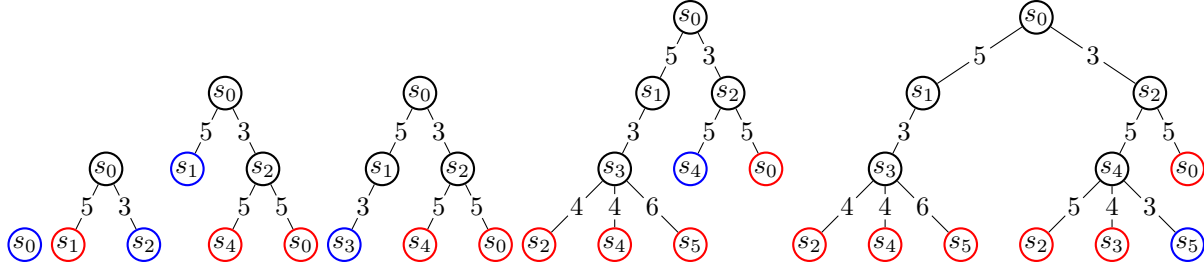 s₀ s₀
5 3 5 3
s₀ s₀ s₁ s₂ s₁ s₂
5 3 5 3 3 5 5 3 5 5
s₀ s₁ s₂ s₁ s₂ s₃ s₄ s₀ s₃ s₄ s₀
5 3 5 5 3 5 5 4 4 6 4 4 6 5 4 3
s₀ s₁ s₂ s₄ s₀ s₃ s₄ s₀ s₂ s₄ s₅ s₂ s₄ s₅ s₂ s₃ s₅